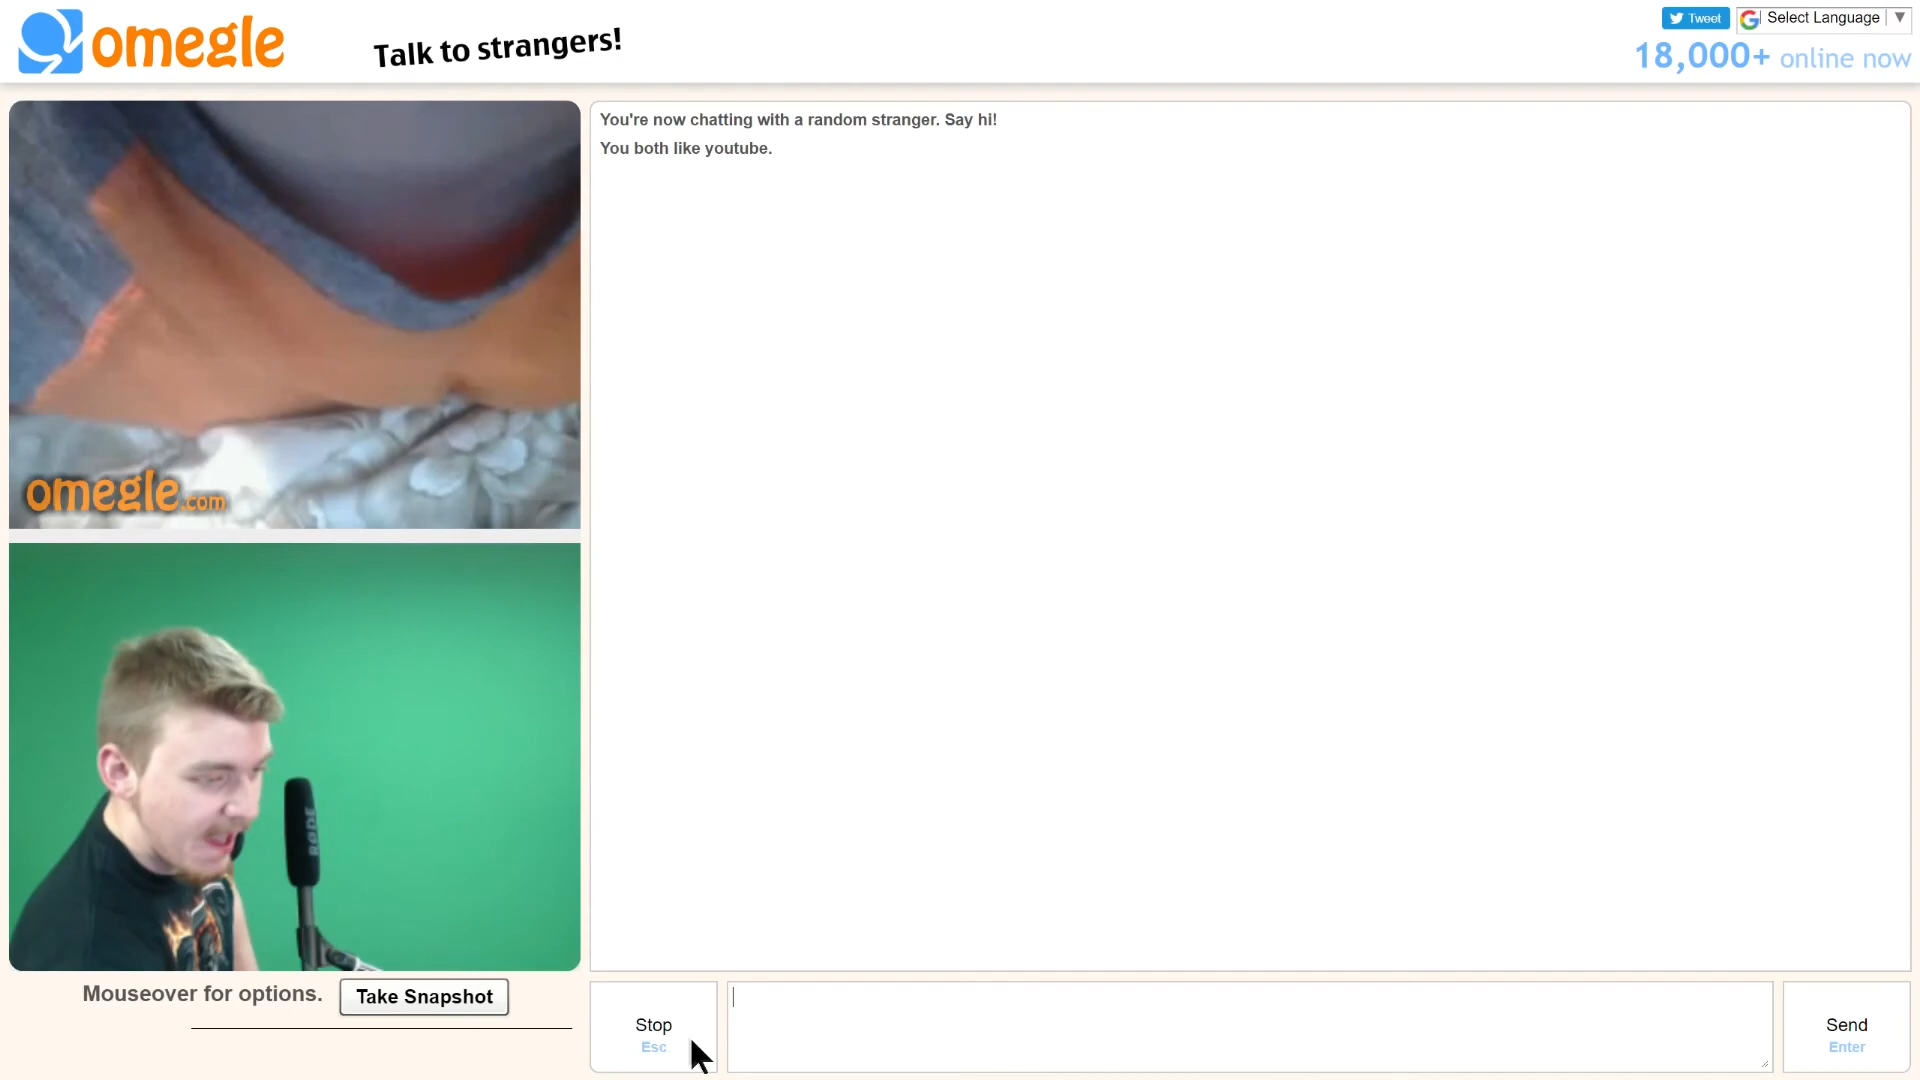 omegle
Talk to strangers!
Tweet
Select Language ▼
18,000+ online now
You're now chatting with a random stranger. Say hi!
You both like youtube.
omegle.com
RØDE
Mouseover for options.
Take Snapshot
Stop
Esc
Send
Enter